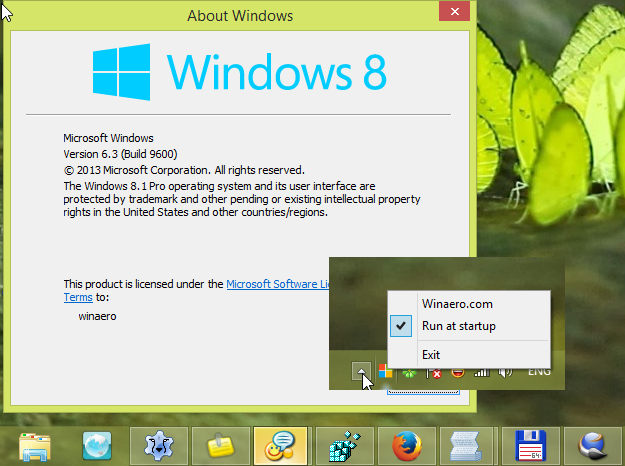 About Windows
Windows 8
Microsoft Windows
Version 6.3 (Build 9600)
© 2013 Microsoft Corporation. All rights reserved.
The Windows 8.1 Pro operating system and its user interface are
protected by trademark and other pending or existing intellectual property
rights in the United States and other countries/regions.
This product is licensed under the Microsoft Software
Terms to:
winaero
Winaero.com
Run at startup
Exit
ENG
64